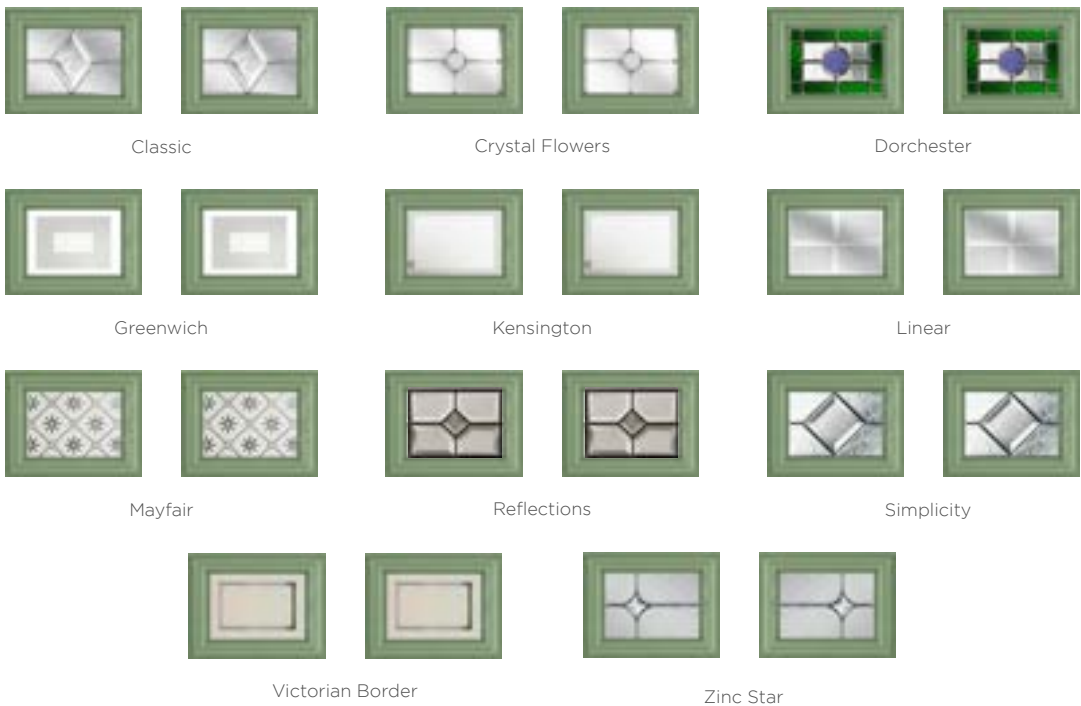 Classic
Crystal Flowers
Dorchester
Greenwich
Kensington
Linear
Mayfair
Reflections
Simplicity
Victorian Border
Zinc Star